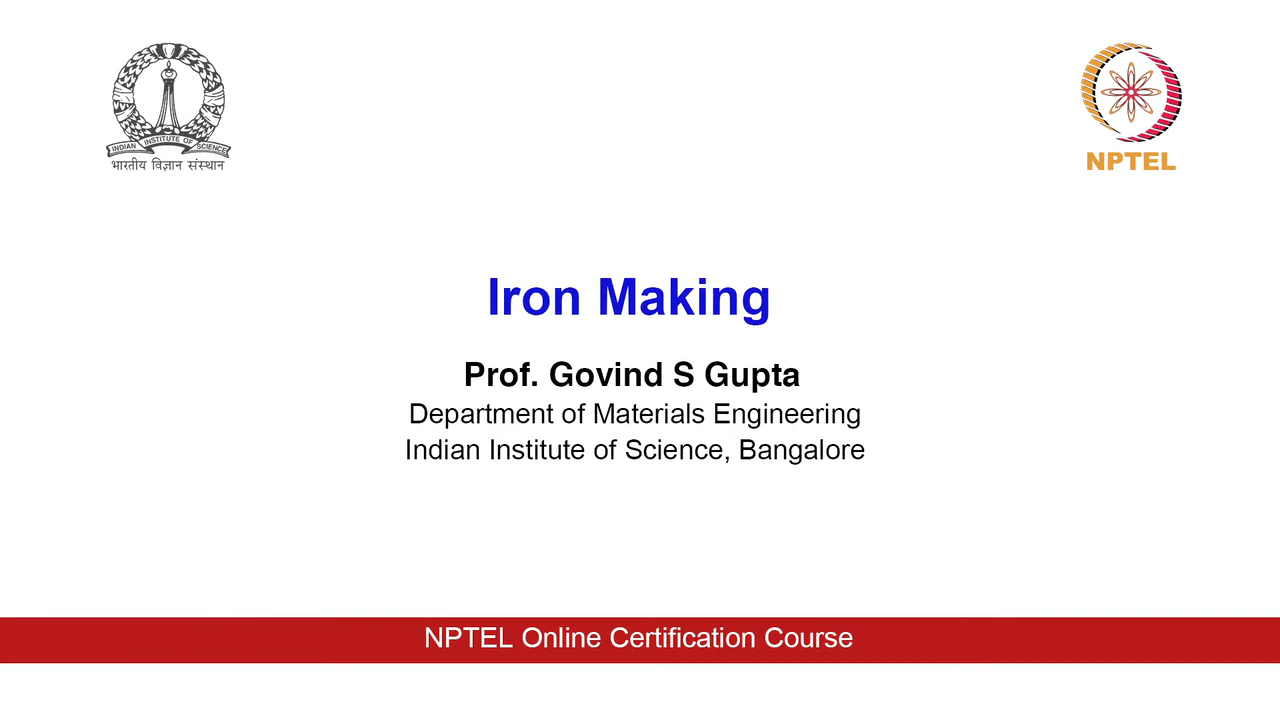 INDIAN INSTITUTE OF SCIENCE
भारतीय विज्ञान संस्थान
NPTEL
Iron Making
Prof. Govind S Gupta
Department of Materials Engineering
Indian Institute of Science, Bangalore
NPTEL Online Certification Course